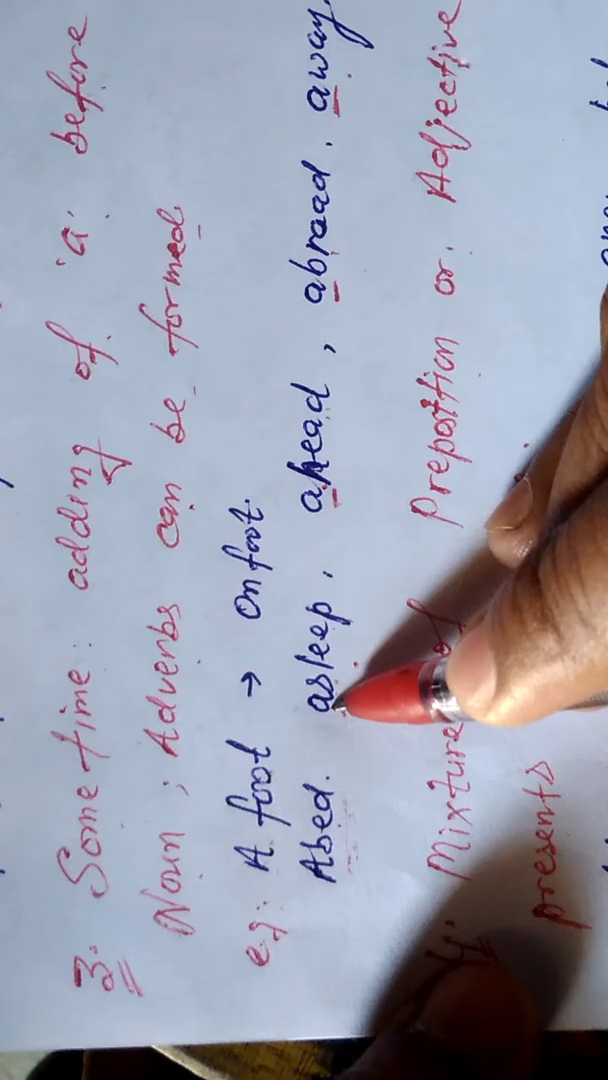 3. Some time: adding of 'a' before
Noun; Adverbs can be formed.
e.g. A foot → on foot.
Abed. asleep, ahead, abroad, away
4. Mixture of Preposition or. Adjective
presents